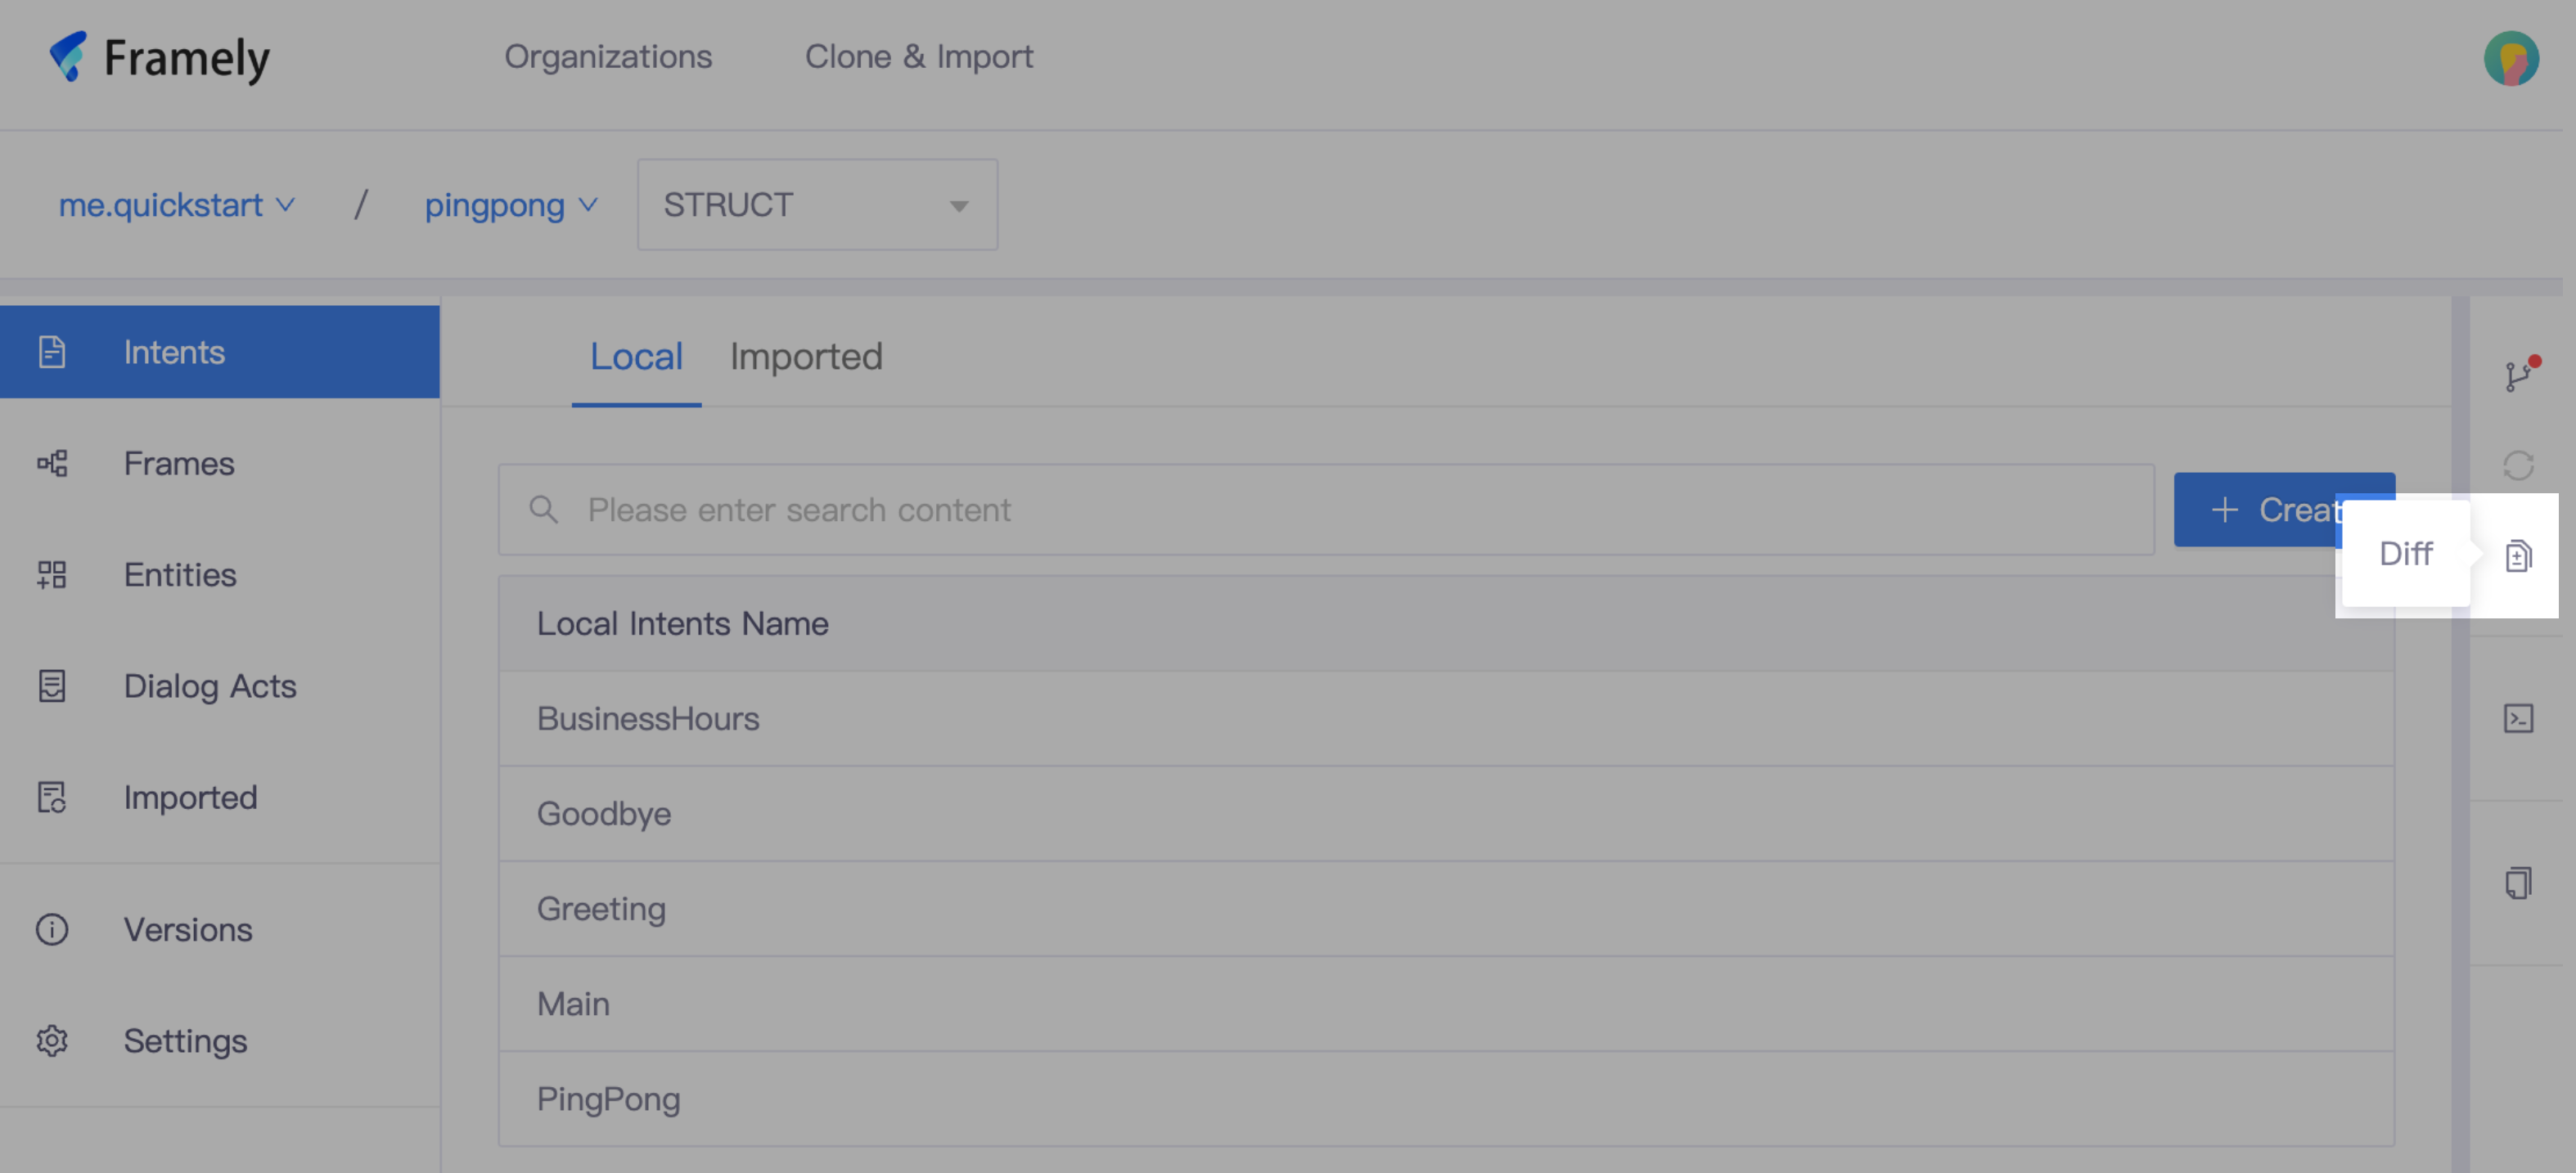 Framely
Organizations
Clone & Import
me.quickstart
/
pingpong
STRUCT
Intents
Frames
Entities
Dialog Acts
Imported
Versions
Settings
Local
Imported
Please enter search content
+ Creat
Diff
Local Intents Name
BusinessHours
Goodbye
Greeting
Main
PingPong